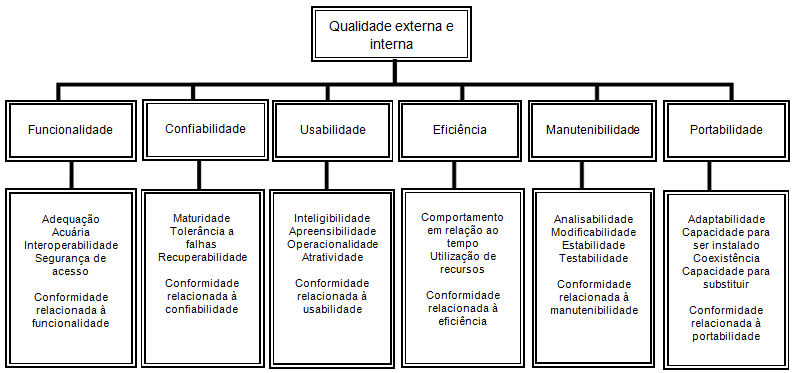 Qualidade externa e
interna
Funcionalidade
Confiabilidade
Usabilidade
Eficiência
Manutenibilidade
Portabilidade
Adequação
Acuária
Interoperabilidade
Segurança de
acesso
Conformidade
relacionada à
funcionalidade
Maturidade
Tolerância a
falhas
Recuperabilidade
Conformidade
relacionada à
confiabilidade
Inteligibilidade
Apreensibilidade
Operacionalidade
Atratividade
Conformidade
relacionada à
usabilidade
Comportamento
em relação ao
tempo
Utilização de
recursos
Conformidade
relacionada à
eficiência
Analisabilidade
Modificabilidade
Estabilidade
Testabilidade
Conformidade
relacionada à
manutenibilidade
Adaptabilidade
Capacidade para
ser instalado
Coexistência
Capacidade para
substituir
Conformidade
relacionada à
portabilidade